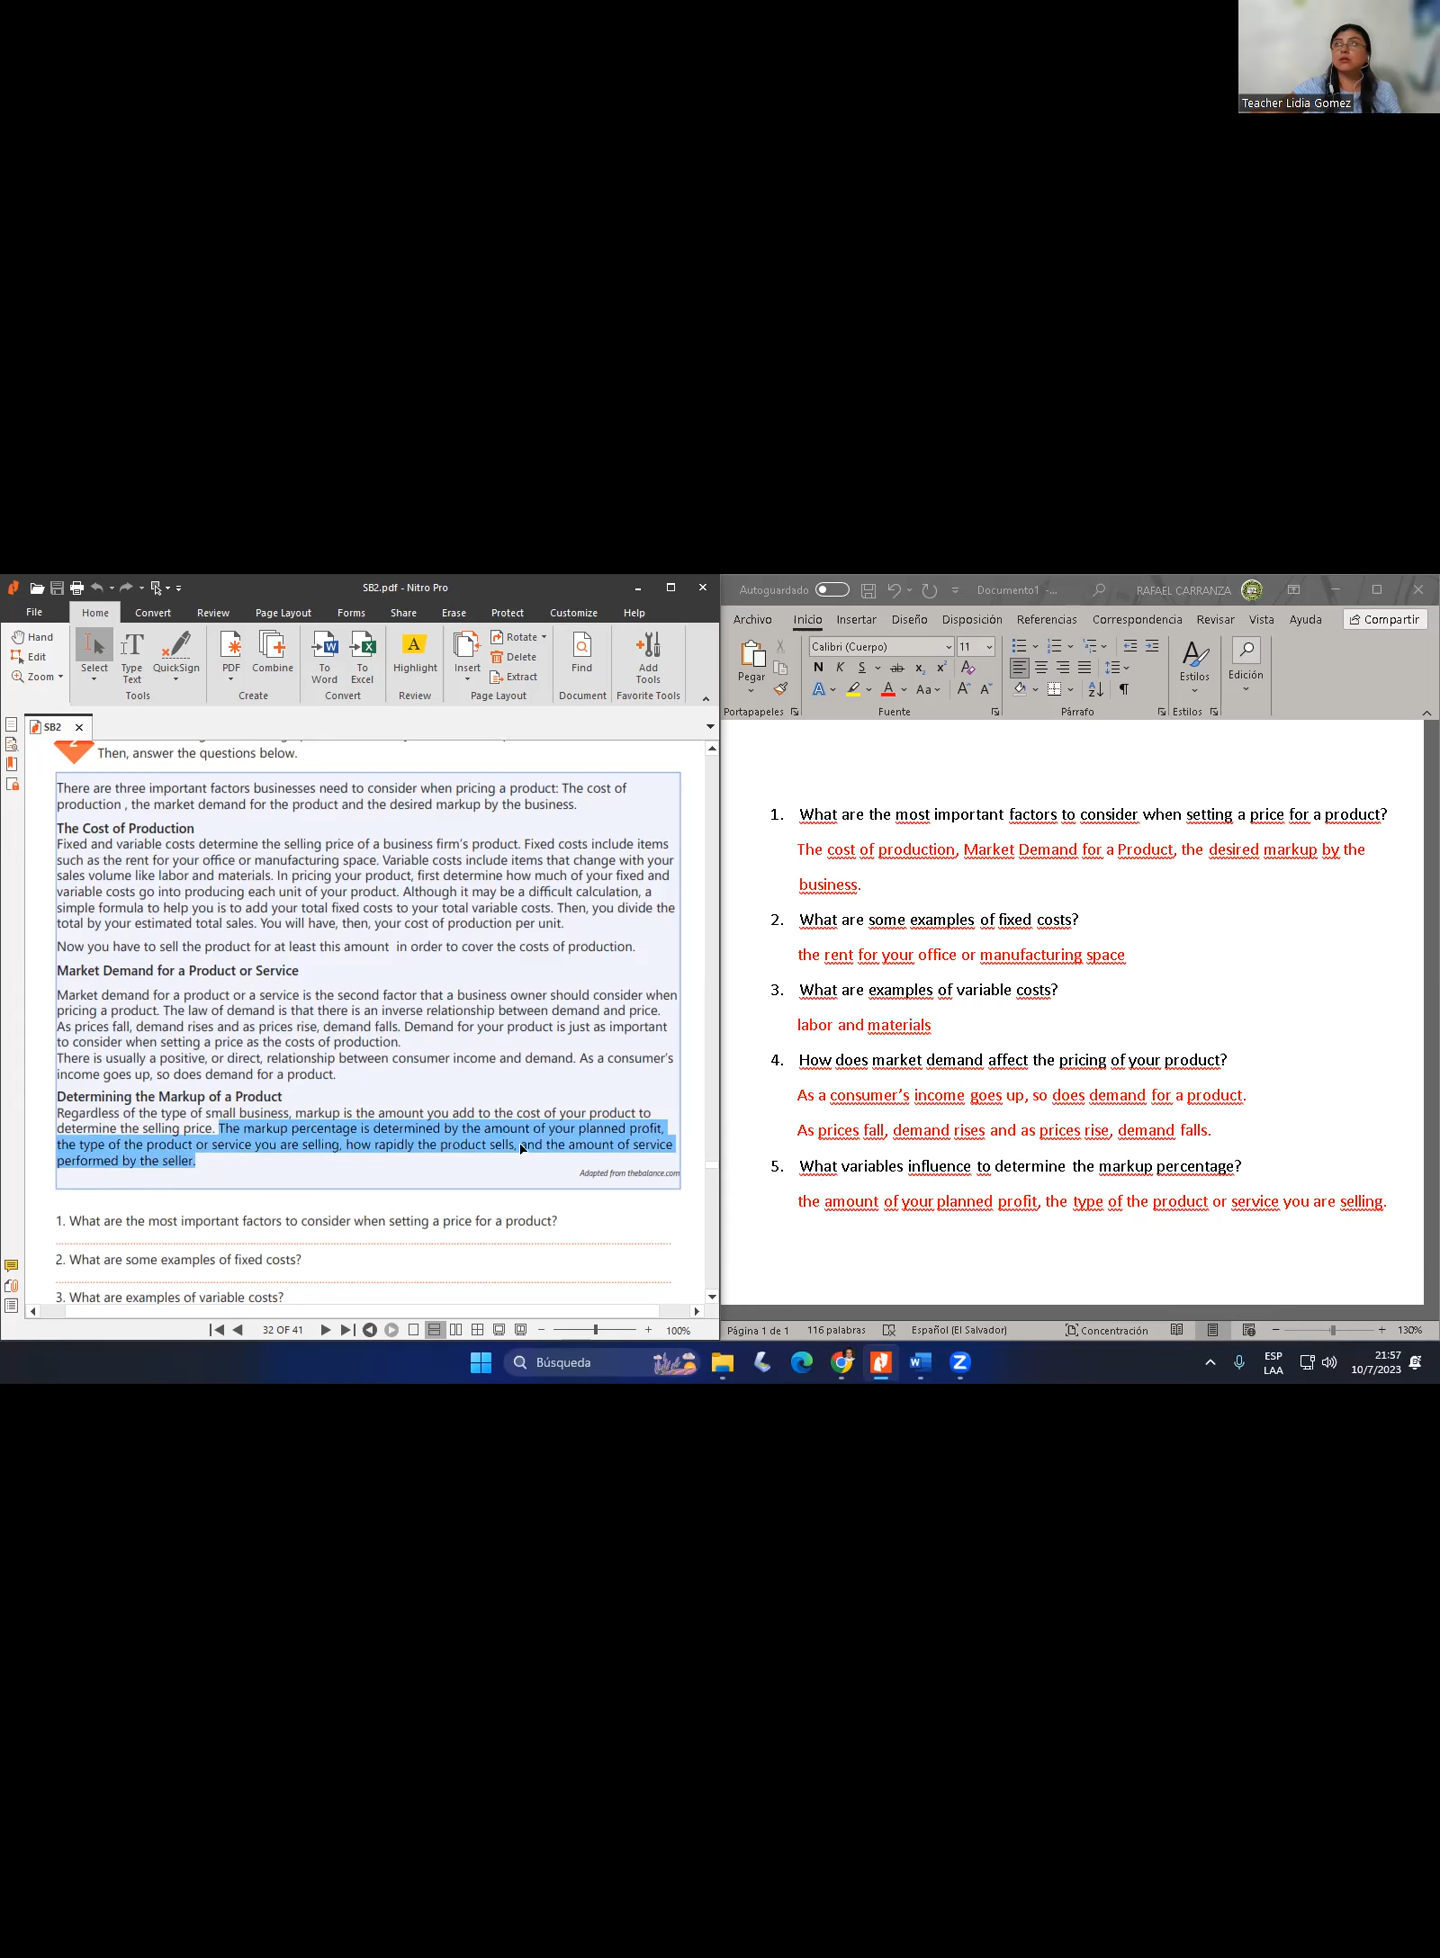 Teacher Lidia Gomez
SB2.pdf - Nitro Pro
File Home Convert Review Page Layout Forms Share Erase Protect Customize Help
Hand
Edit
Zoom
Select
Type Text
QuickSign
Tools
PDF
Combine
Create
To Word
To Excel
Convert
Highlight
Review
Insert
Rotate
Delete
Extract
Page Layout
Find
Document
Add Tools
Favorite Tools
SB2
2
Then, answer the questions below.
There are three important factors businesses need to consider when pricing a product: The cost of
production , the market demand for the product and the desired markup by the business.
The Cost of Production
Fixed and variable costs determine the selling price of a business firm's product. Fixed costs include items
such as the rent for your office or manufacturing space. Variable costs include items that change with your
sales volume like labor and materials. In pricing your product, first determine how much of your fixed and
variable costs go into producing each unit of your product. Although it may be a difficult calculation, a
simple formula to help you is to add your total fixed costs to your total variable costs. Then, you divide the
total by your estimated total sales. You will have, then, your cost of production per unit.
Now you have to sell the product for at least this amount in order to cover the costs of production.
Market Demand for a Product or Service
Market demand for a product or a service is the second factor that a business owner should consider when
pricing a product. The law of demand is that there is an inverse relationship between demand and price.
As prices fall, demand rises and as prices rise, demand falls. Demand for your product is just as important
to consider when setting a price as the costs of production.
There is usually a positive, or direct, relationship between consumer income and demand. As a consumer's
income goes up, so does demand for a product.
Determining the Markup of a Product
Regardless of the type of small business, markup is the amount you add to the cost of your product to
determine the selling price. The markup percentage is determined by the amount of your planned profit,
the type of the product or service you are selling, how rapidly the product sells, and the amount of service
performed by the seller.
Adapted from thebalance.com
1. What are the most important factors to consider when setting a price for a product?
2. What are some examples of fixed costs?
3. What are examples of variable costs?
32 OF 41
100%
Autoguardado
Documento1 -...
RAFAEL CARRANZA
Archivo Inicio Insertar Diseño Disposición Referencias Correspondencia Revisar Vista Ayuda Compartir
Pegar
Portapapeles
Calibri (Cuerpo) 11
N K S ab x₂ x² A
A A Aa A A
Fuente
Párrafo
Estilos
Estilos
Edición
1. What are the most important factors to consider when setting a price for a product?
The cost of production, Market Demand for a Product, the desired markup by the
business.
2. What are some examples of fixed costs?
the rent for your office or manufacturing space
3. What are examples of variable costs?
labor and materials
4. How does market demand affect the pricing of your product?
As a consumer's income goes up, so does demand for a product.
As prices fall, demand rises and as prices rise, demand falls.
5. What variables influence to determine the markup percentage?
the amount of your planned profit, the type of the product or service you are selling.
Página 1 de 1 116 palabras Español (El Salvador) Concentración 130%
Búsqueda
ESP
LAA
21:57
10/7/2023